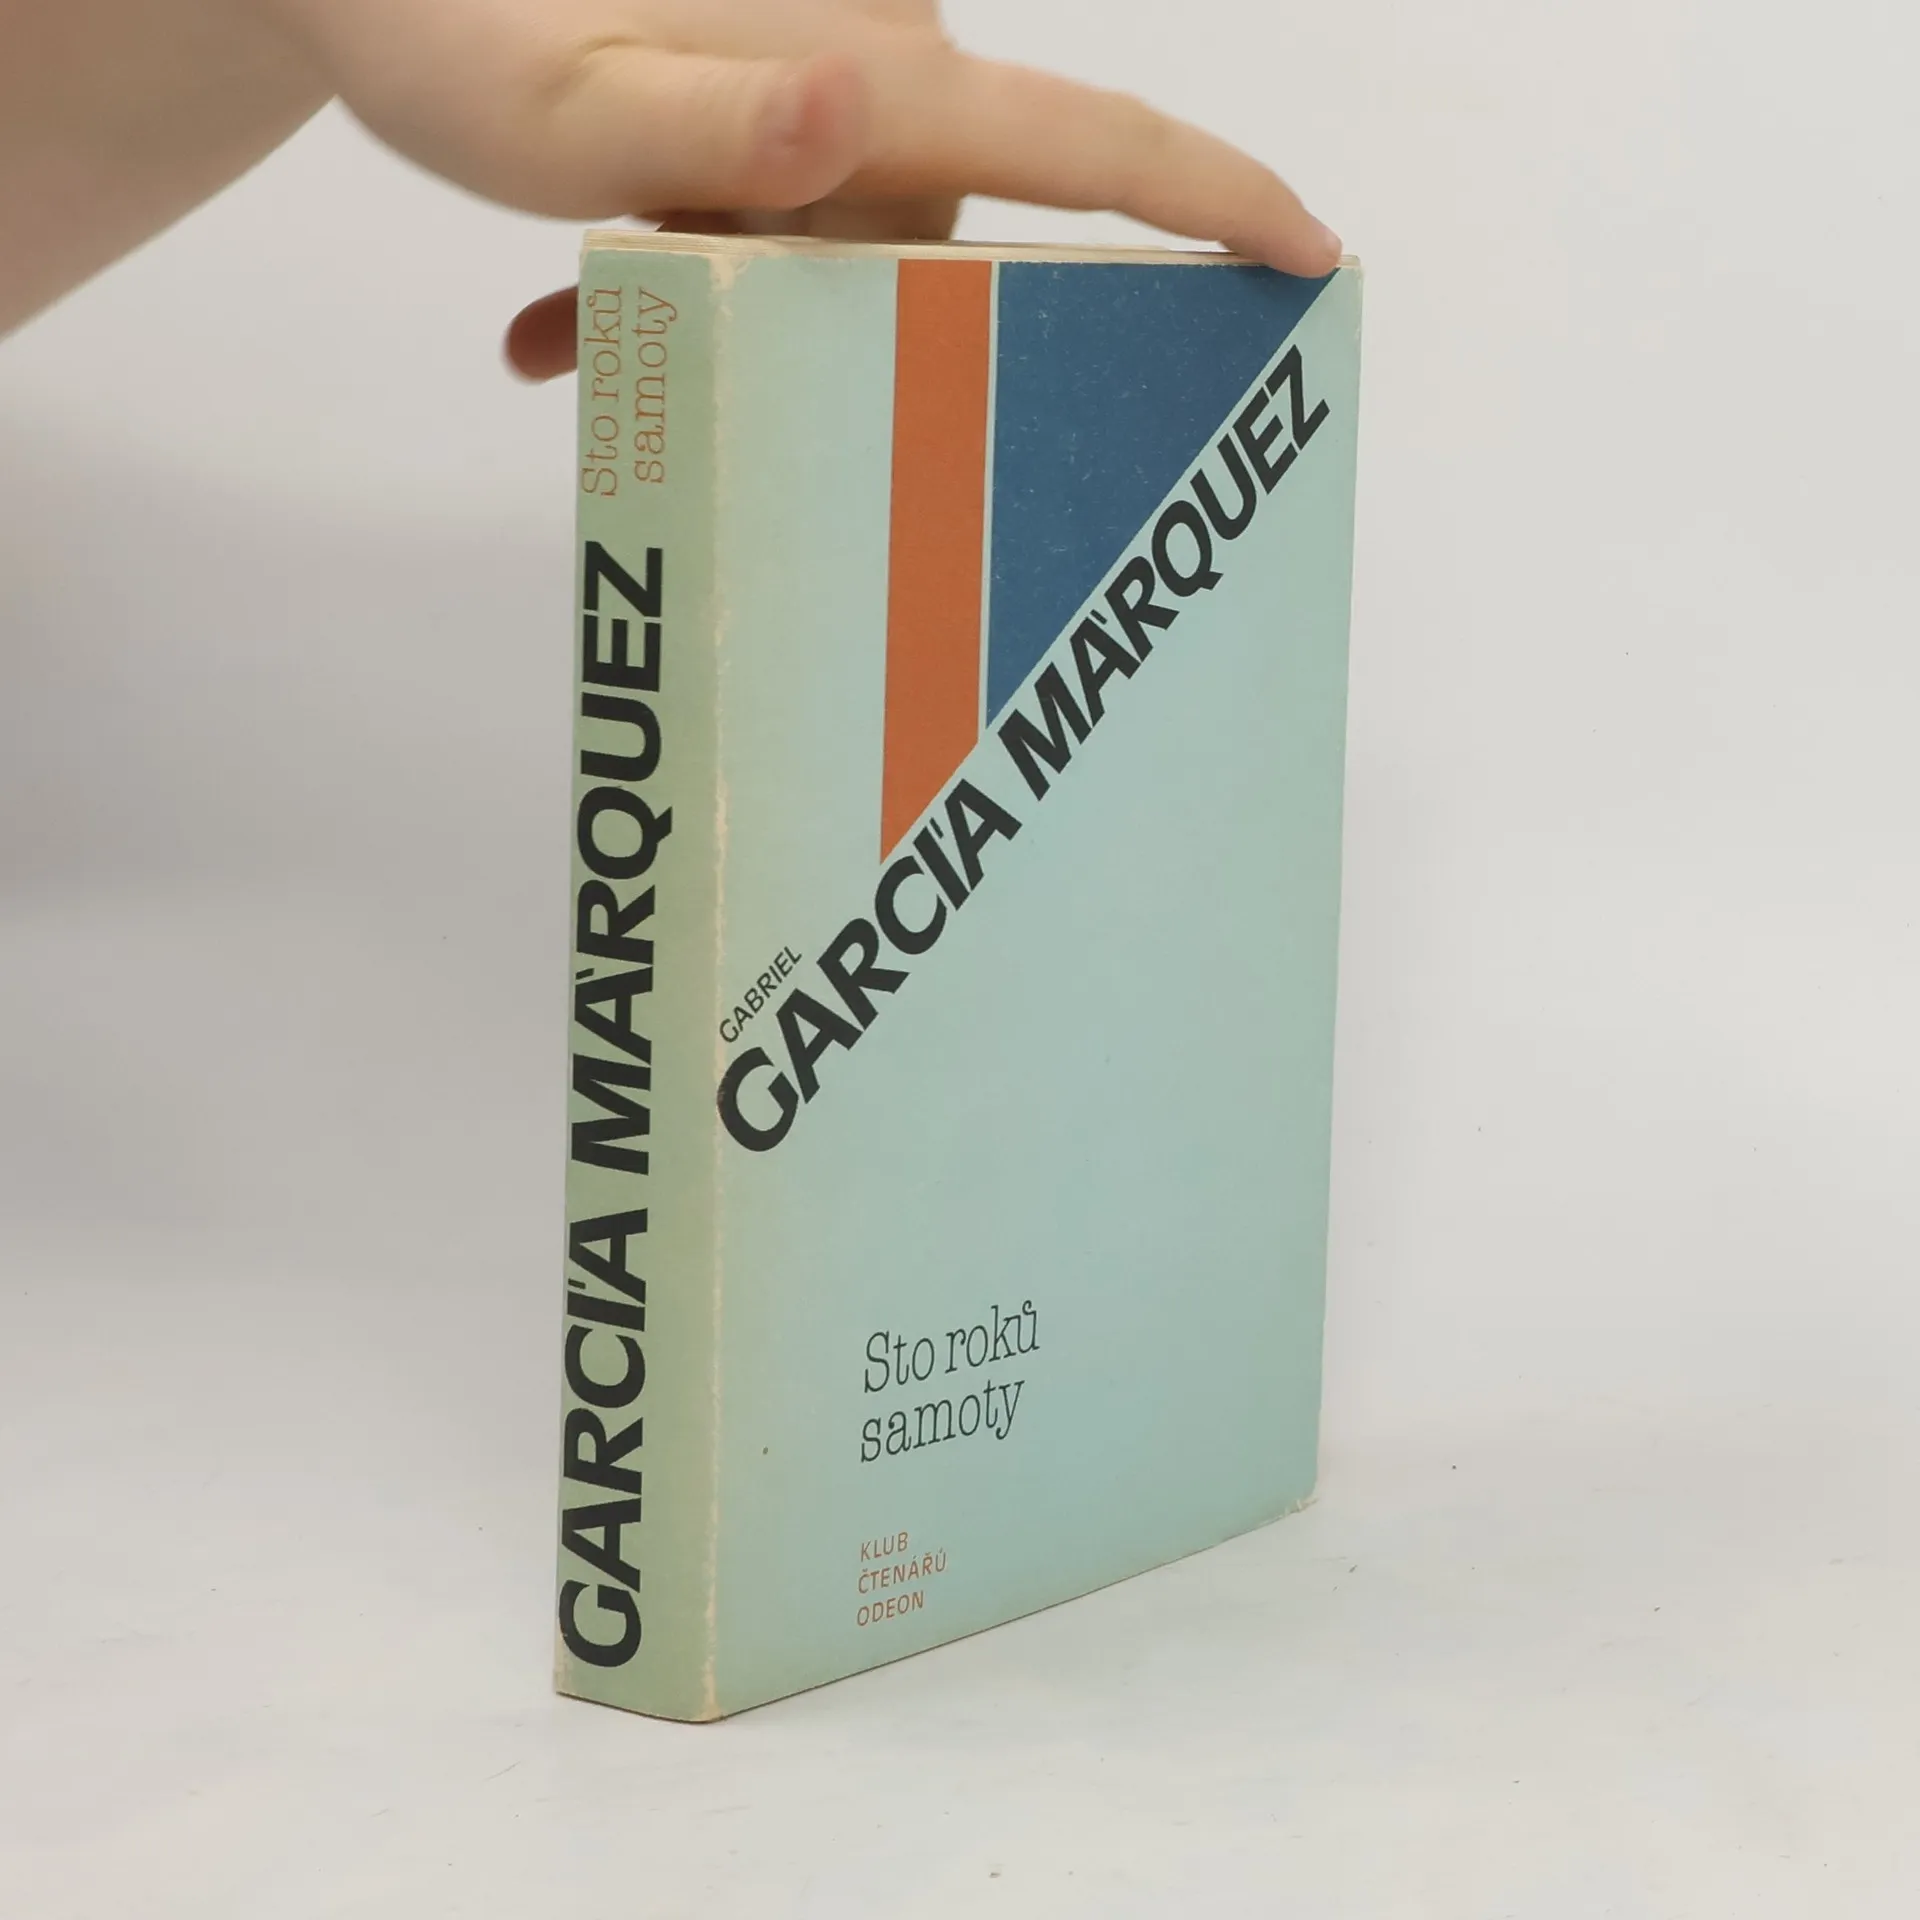 Sto roků
samoty
GARCÍA MÁRQUEZ
GABRIEL
GARCÍA MÁRQUEZ
Sto roků
samoty
KLUB
ČTENÁŘŮ
ODEON